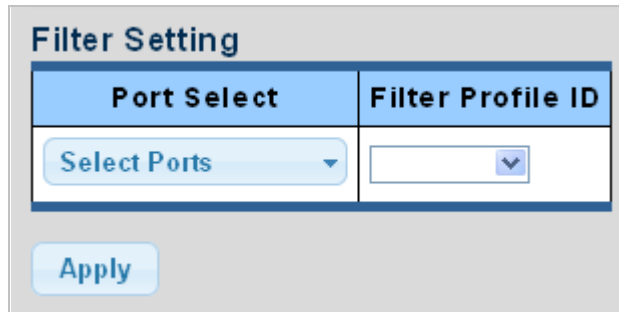 Filter Setting
Port Select Filter Profile ID
Select Ports
Apply